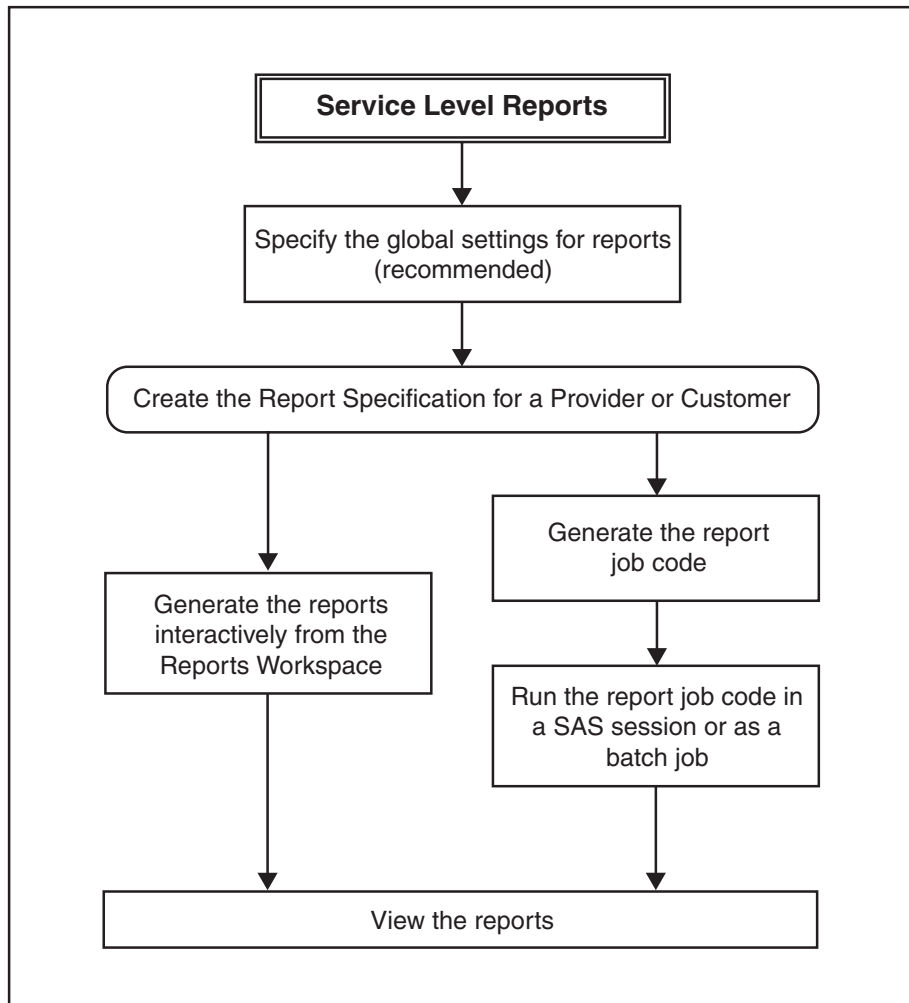 Service Level Reports
Specify the global settings for reports
(recommended)
Create the Report Specification for a Provider or Customer
Generate the reports
interactively from the
Reports Workspace
Generate the report
job code
Run the report job code in
a SAS session or as a
batch job
View the reports